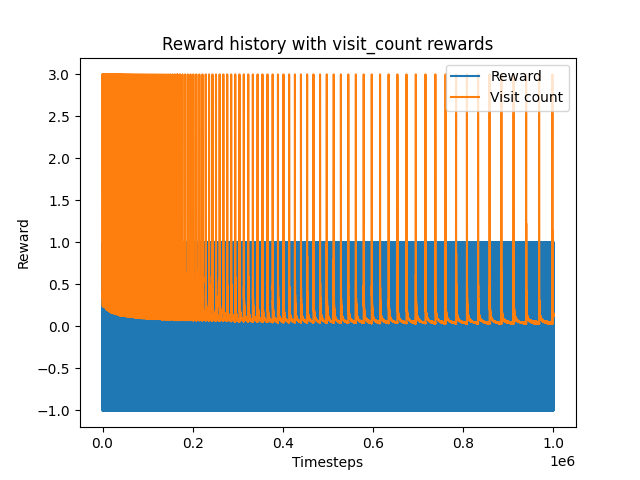 Reward history with visit_count rewards
Reward
Visit count
3.0
2.5
2.0
1.5
1.0
0.5
0.0
−0.5
−1.0
Reward
0.0 0.2 0.4 0.6 0.8 1.0
1e6
Timesteps